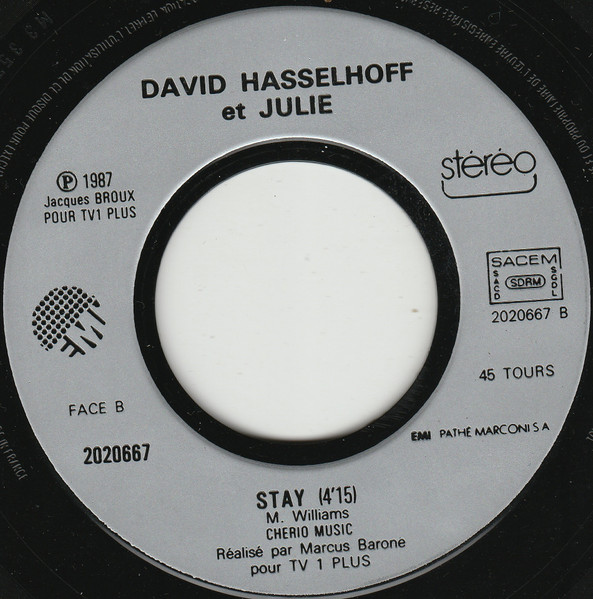 DAVID HASSELHOFF
et JULIE
℗ 1987
Jacques BROUX
POUR TV1 PLUS
stéréo
SACEM
SACD
SDRM
SGDL
2020667 B
EMI
45 TOURS
FACE B
2020667
EMI PATHÉ MARCONI S A
STAY (4'15)
M. Williams
CHERIO MUSIC
Réalisé par Marcus Barone
pour TV 1 PLUS